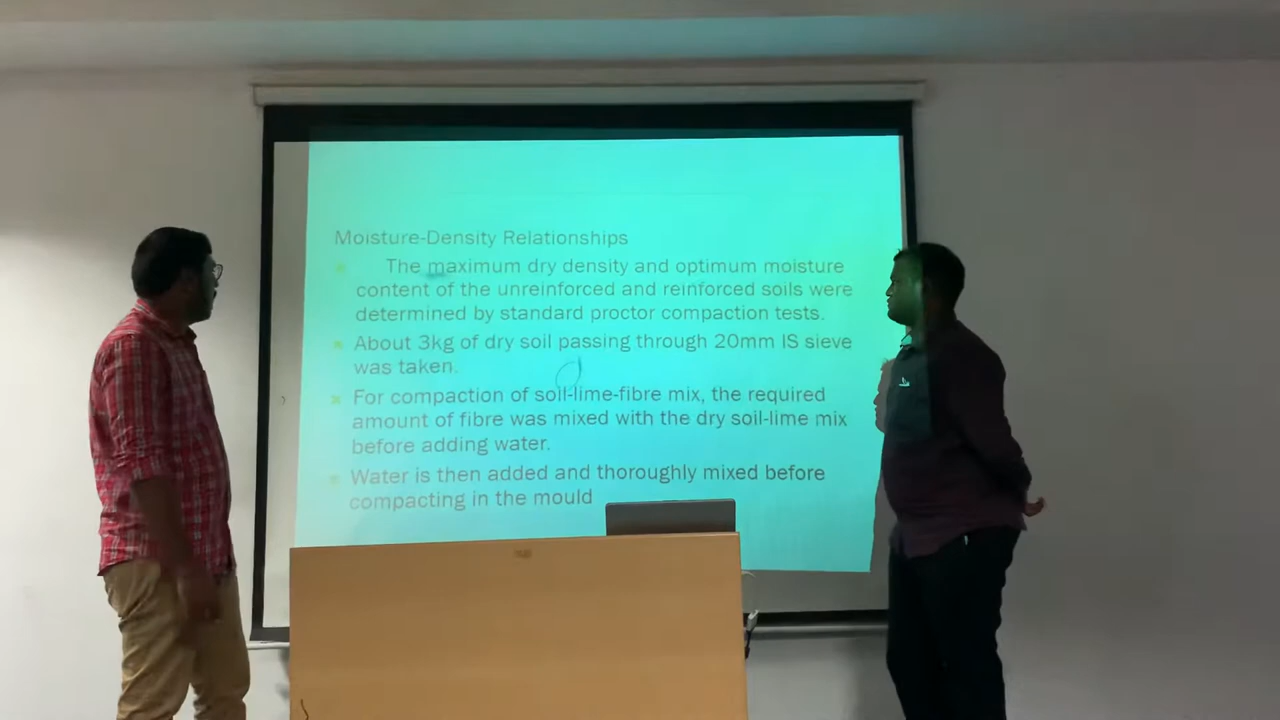 Moisture-Density Relationships
The maximum dry density and optimum moisture
content of the unreinforced and reinforced soils were
determined by standard proctor compaction tests.
About 3kg of dry soil passing through 20mm IS sieve
was taken.
For compaction of soil-lime-fibre mix, the required
amount of fibre was mixed with the dry soil-lime mix
before adding water.
Water is then added and thoroughly mixed before
compacting in the mould